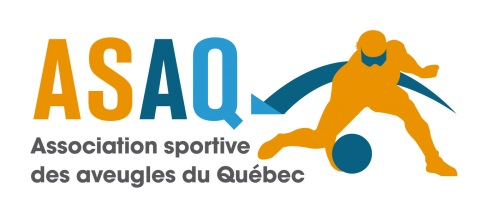 ASAQ
Association sportive
des aveugles du Québec